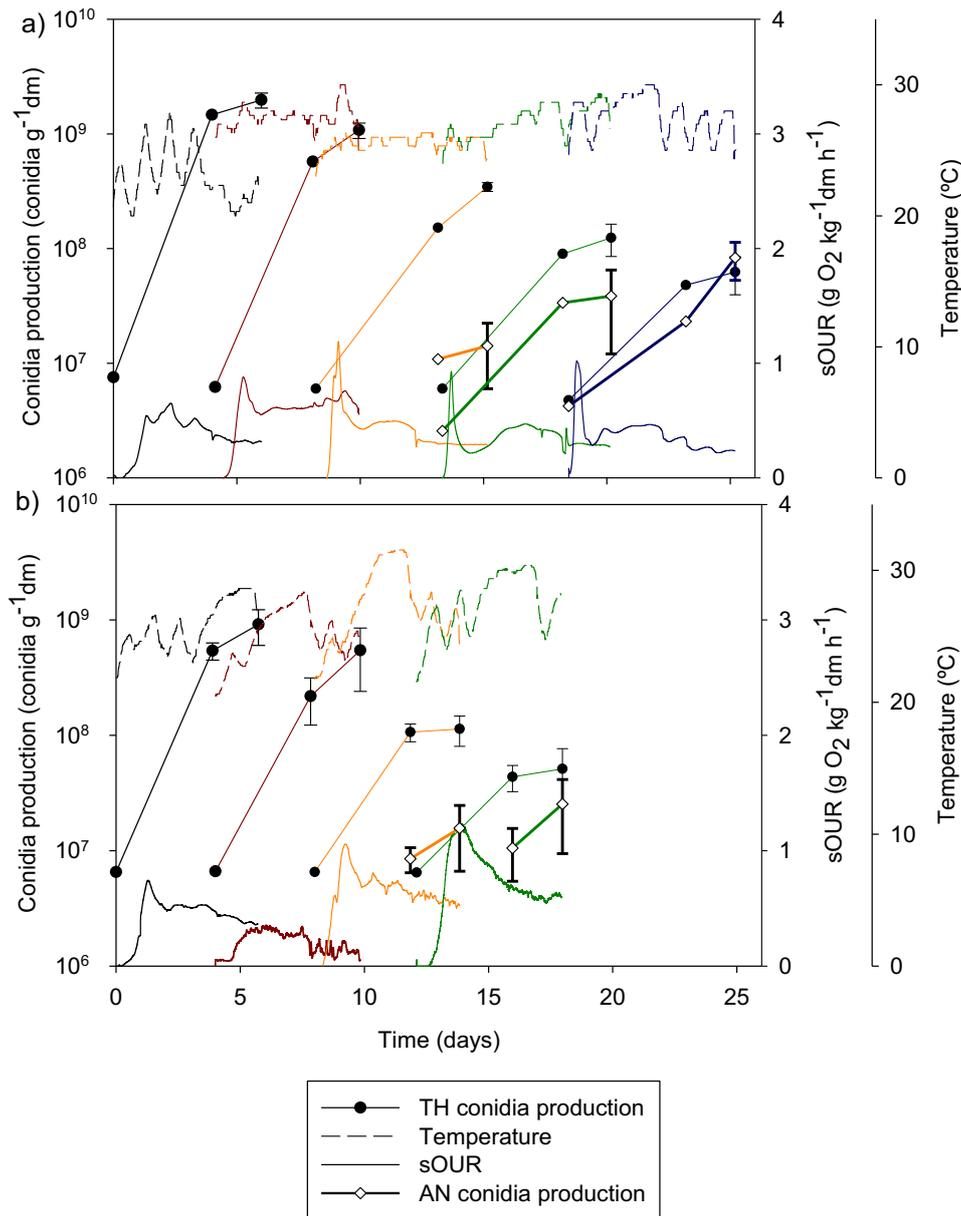 a)
10^10
10^9
10^8
10^7
10^6
Conidia production (conidia g^-1dm)
4
3
2
1
0
sOUR (g O2 kg^-1dm h^-1)
30
20
10
0
Temperature (ºC)
b)
10^10
10^9
10^8
10^7
10^6
Conidia production (conidia g^-1dm)
4
3
2
1
0
sOUR (g O2 kg^-1dm h^-1)
30
20
10
0
Temperature (ºC)
0 5 10 15 20 25
Time (days)
TH conidia production
Temperature
sOUR
AN conidia production